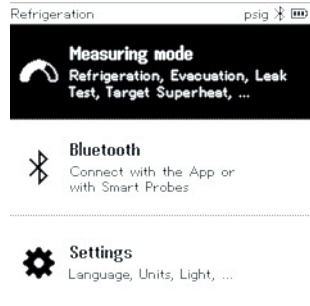 Refrigeration psig
Measuring mode
Refrigeration, Evacuation, Leak
Test, Target Superheat, ...
Bluetooth
Connect with the App or
with Smart Probes
Settings
Language, Units, Light, ...